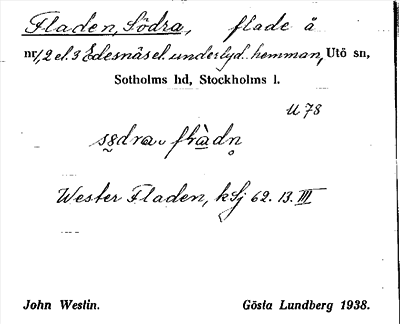 Fladen, Södra, flade å
nr 1, 2 el. 3 Edesnäs el. underlyd. hemman, Utö sn,
Sotholms hd, Stockholms l.
U 78
Wester Fladen, kSj 62. 13. III
John Westin. Gösta Lundberg 1938.